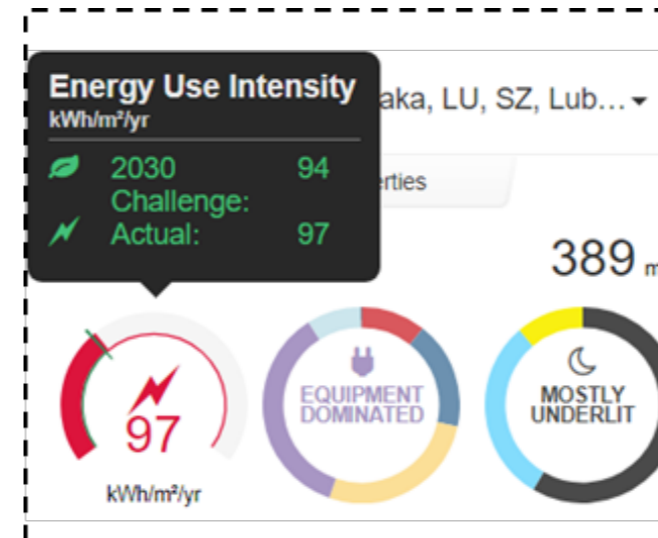 Energy Use Intensity
kWh/m²/yr
2030 94
Challenge:
Actual: 97
aka, LU, SZ, Lub...
erties
389 m
97
kWh/m²/yr
EQUIPMENT
DOMINATED
MOSTLY
UNDERLIT